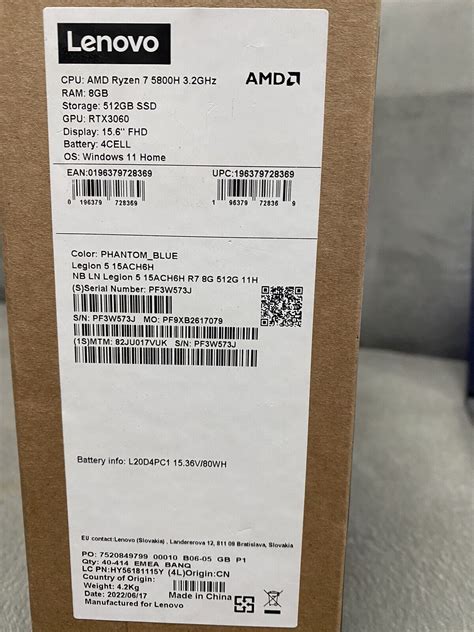 Lenovo
CPU: AMD Ryzen 7 5800H 3.2GHz
AMD
RAM: 8GB
Storage: 512GB SSD
GPU: RTX3060
Display: 15.6" FHD
Battery: 4CELL
OS: Windows 11 Home
EAN:0196379728369 UPC:196379728369
0 196379 728369 1 96379 72836 9
Color: PHANTOM_BLUE
Legion 5 15ACH6H
NB LN Legion 5 15ACH6H R7 8G 512G 11H
(S)Serial Number: PF3W573J
S/N: PF3W573J MO: PF9XB2617079
(1S)MTM: 82JU017VUK S/N: PF3W573J
Battery info: L20D4PC1 15.36V/80WH
EU contact:Lenovo (Slovakia) , Landererova 12, 811 09 Bratislava, Slovakia
PO: 7520849799 00010 B06-05 GB P1
Qty: 40-414 EMEA BANQ
LC PN:HY56181115Y (4L)Origin:CN
Country of Origin:
Weight: 4.2Kg Made in China
Date: 2022/06/17
Manufactured for Lenovo